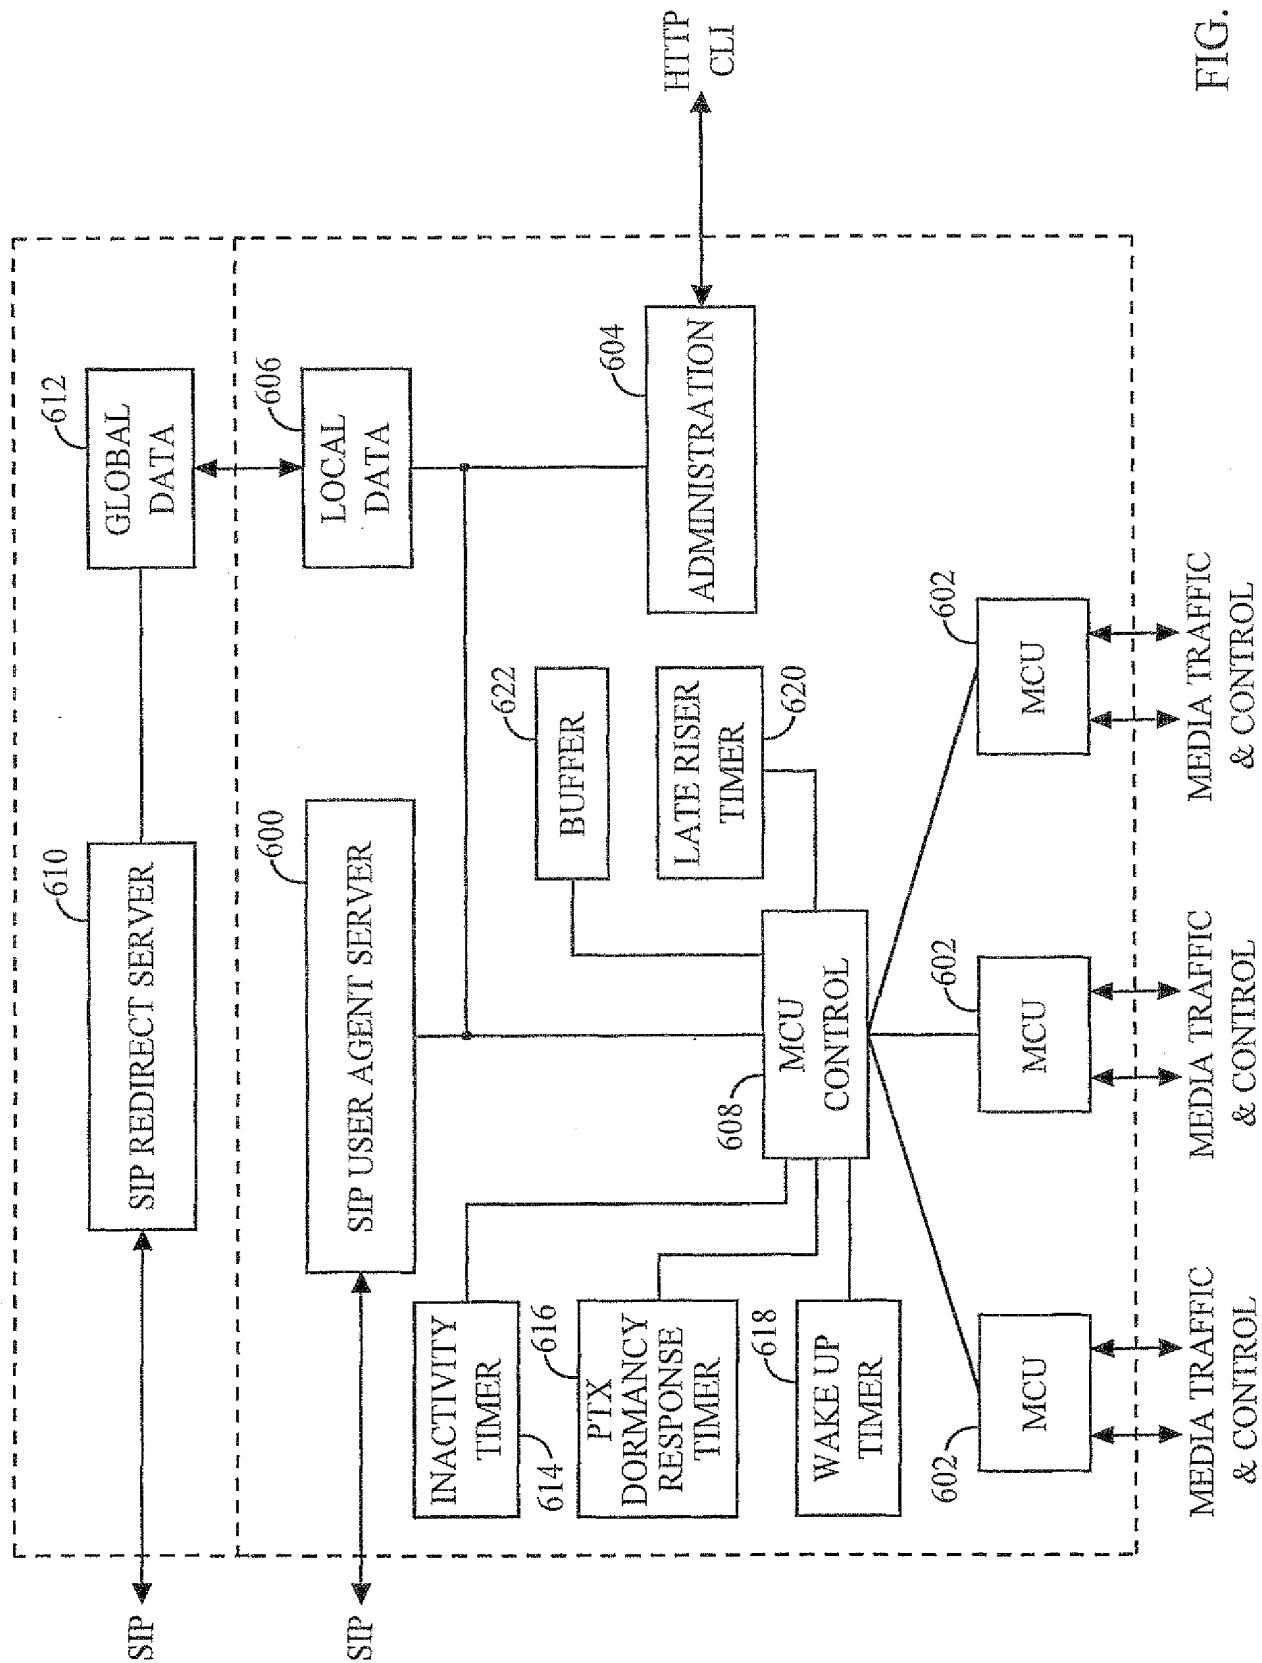 SIP
610
SIP REDIRECT SERVER
612
GLOBAL
DATA
SIP
600
SIP USER AGENT SERVER
606
LOCAL
DATA
INACTIVITY
TIMER
614
616
PTX
DORMANCY
RESPONSE
TIMER
618
WAKE UP
TIMER
622
BUFFER
LATE RISER
TIMER
620
604
ADMINISTRATION
HTTP
CLI
608
MCU
CONTROL
602
MCU
602
MCU
602
MCU
MEDIA TRAFFIC
& CONTROL
MEDIA TRAFFIC
& CONTROL
MEDIA TRAFFIC
& CONTROL
FIG.